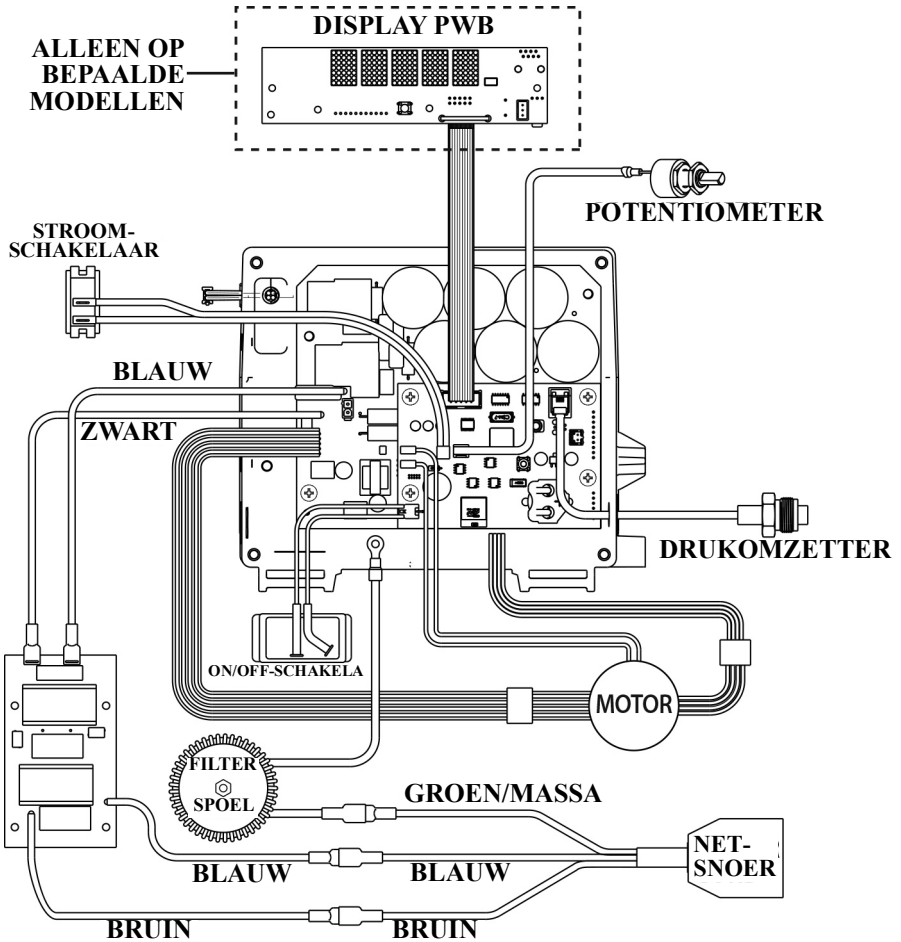 DISPLAY PWB
ALLEEN OP
BEPAALDE
MODELLEN
POTENTIOMETER
STROOM-
SCHAKELAAR
BLAUW
ZWART
DRUKOMZETTER
ON/OFF-SCHAKELA
MOTOR
FILTER
SPOEL
GROEN/MASSA
NET-
SNOER
BLAUW
BLAUW
BRUIN
BRUIN